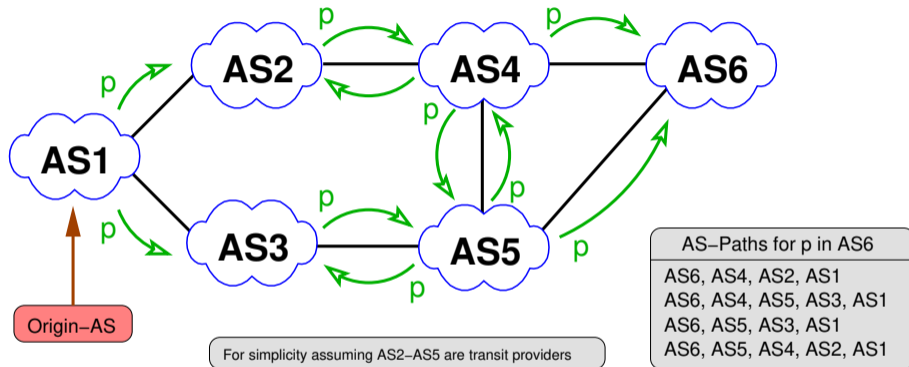 p
p
AS2
AS4
AS6
p
p
AS1
p
p
p
p
AS3
AS5
p
p
AS-Paths for p in AS6
AS6, AS4, AS2, AS1
AS6, AS4, AS5, AS3, AS1
AS6, AS5, AS3, AS1
AS6, AS5, AS4, AS2, AS1
Origin-AS
For simplicity assuming AS2-AS5 are transit providers